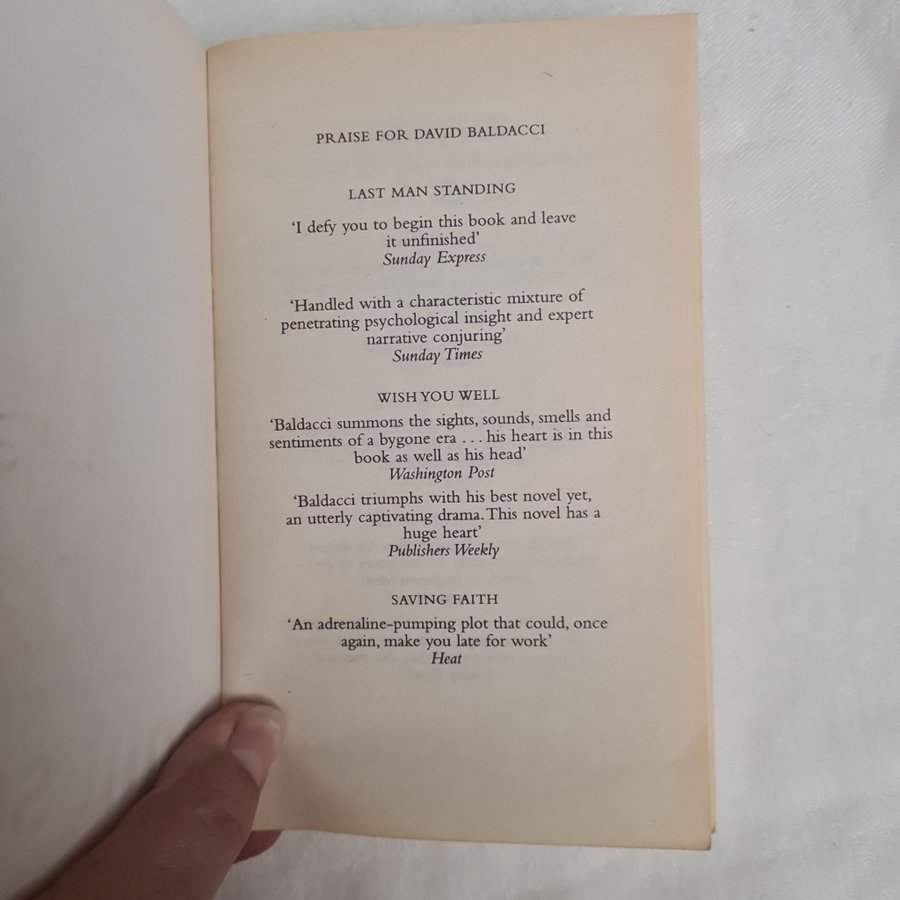 PRAISE FOR DAVID BALDACCI
LAST MAN STANDING
‘I defy you to begin this book and leave
it unfinished’
Sunday Express
‘Handled with a characteristic mixture of
penetrating psychological insight and expert
narrative conjuring’
Sunday Times
WISH YOU WELL
‘Baldacci summons the sights, sounds, smells and
sentiments of a bygone era . . . his heart is in this
book as well as his head’
Washington Post
‘Baldacci triumphs with his best novel yet,
an utterly captivating drama. This novel has a
huge heart’
Publishers Weekly
SAVING FAITH
‘An adrenaline-pumping plot that could, once
again, make you late for work’
Heat